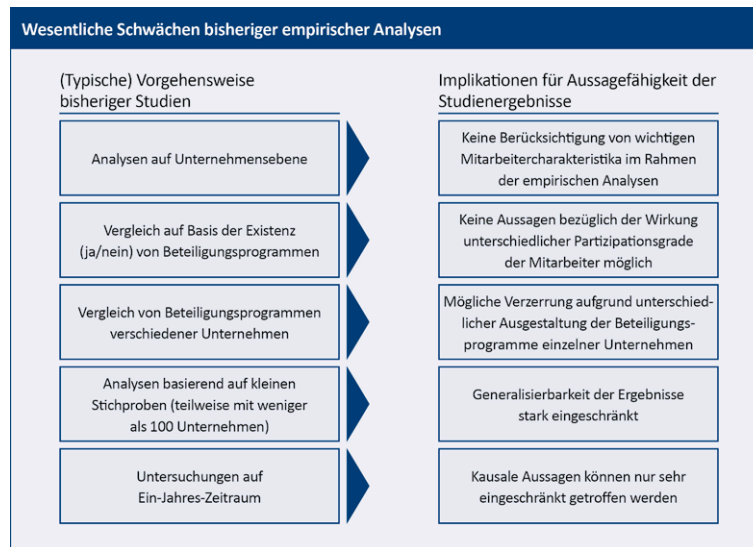 Wesentliche Schwächen bisheriger empirischer Analysen
(Typische) Vorgehensweise
bisheriger Studien
Implikationen für Aussagefähigkeit der
Studienergebnisse
Analysen auf Unternehmensebene
Keine Berücksichtigung von wichtigen
Mitarbeitercharakteristika im Rahmen
der empirischen Analysen
Vergleich auf Basis der Existenz
(ja/nein) von Beteiligungsprogrammen
Keine Aussagen bezüglich der Wirkung
unterschiedlicher Partizipationsgrade
der Mitarbeiter möglich
Vergleich von Beteiligungsprogrammen
verschiedener Unternehmen
Mögliche Verzerrung aufgrund unterschied-
licher Ausgestaltung der Beteiligungs-
programme einzelner Unternehmen
Analysen basierend auf kleinen
Stichproben (teilweise mit weniger
als 100 Unternehmen)
Generalisierbarkeit der Ergebnisse
stark eingeschränkt
Untersuchungen auf
Ein-Jahres-Zeitraum
Kausale Aussagen können nur sehr
eingeschränkt getroffen werden